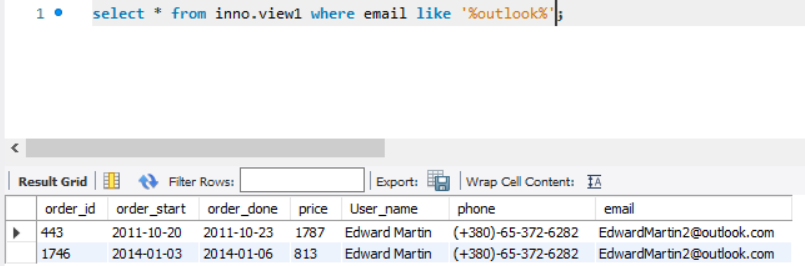 1 select * from inno.view1 where email like '%outlook%';
Result Grid Filter Rows: Export: Wrap Cell Content:
order_id order_start order_done price User_name phone email
443 2011-10-20 2011-10-23 1787 Edward Martin (+380)-65-372-6282 EdwardMartin2@outlook.com
1746 2014-01-03 2014-01-06 813 Edward Martin (+380)-65-372-6282 EdwardMartin2@outlook.com